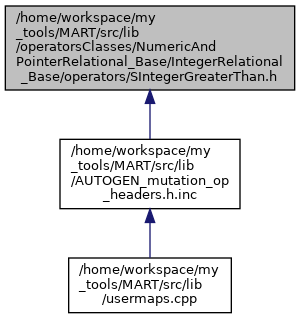 /home/workspace/my
_tools/MART/src/lib
/operatorsClasses/NumericAnd
PointerRelational_Base/IntegerRelational
_Base/operators/SIntegerGreaterThan.h
/home/workspace/my
_tools/MART/src/lib
/AUTOGEN_mutation_op
_headers.h.inc
/home/workspace/my
_tools/MART/src/lib
/usermaps.cpp